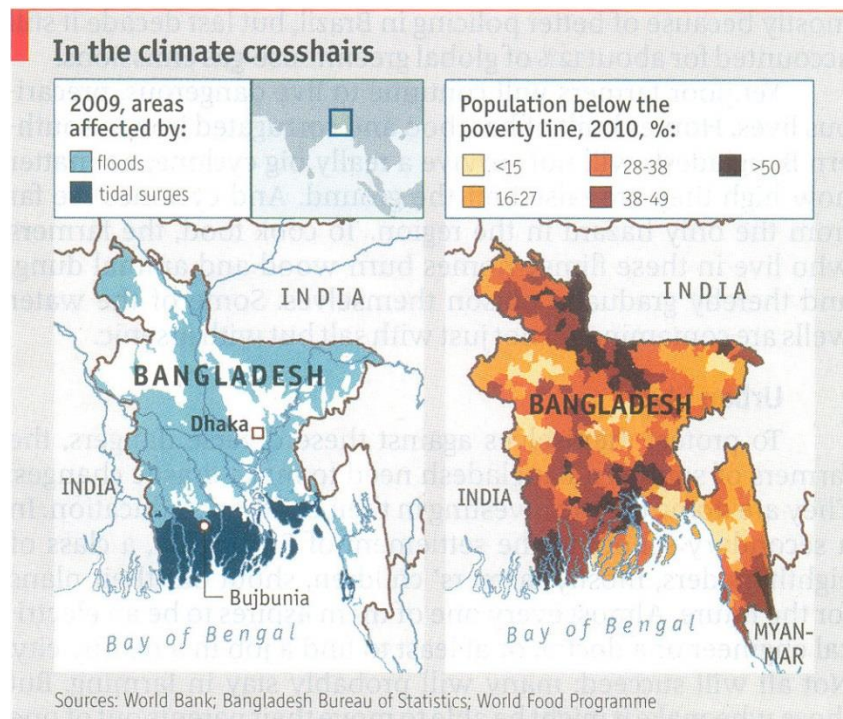 In the climate crosshairs
2009, areas
affected by:
floods
tidal surges
INDIA
BANGLADESH
Dhaka
INDIA
Bujbunia
Bay of Bengal
Population below the
poverty line, 2010, %:
<15
16-27
28-38
38-49
>50
INDIA
BANGLADESH
INDIA
Bay of Bengal
MYAN-
MAR
Sources: World Bank; Bangladesh Bureau of Statistics; World Food Programme